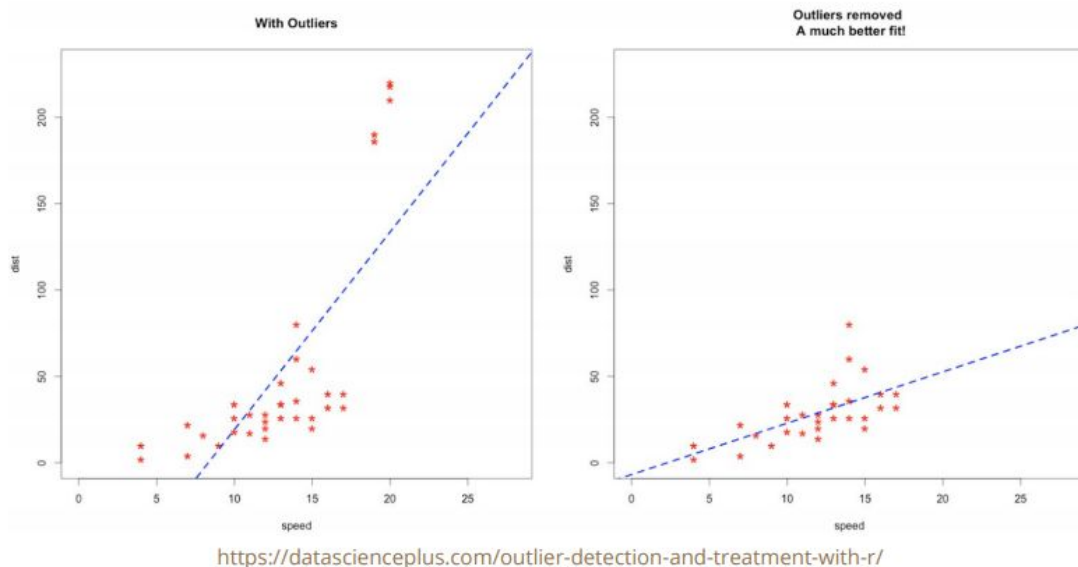 With Outliers
200
150
100
50
0
dist
0 5 10 15 20 25
speed
Outliers removed
A much better fit!
200
150
100
50
0
dist
0 5 10 15 20 25
speed
https://datascienceplus.com/outlier-detection-and-treatment-with-r/